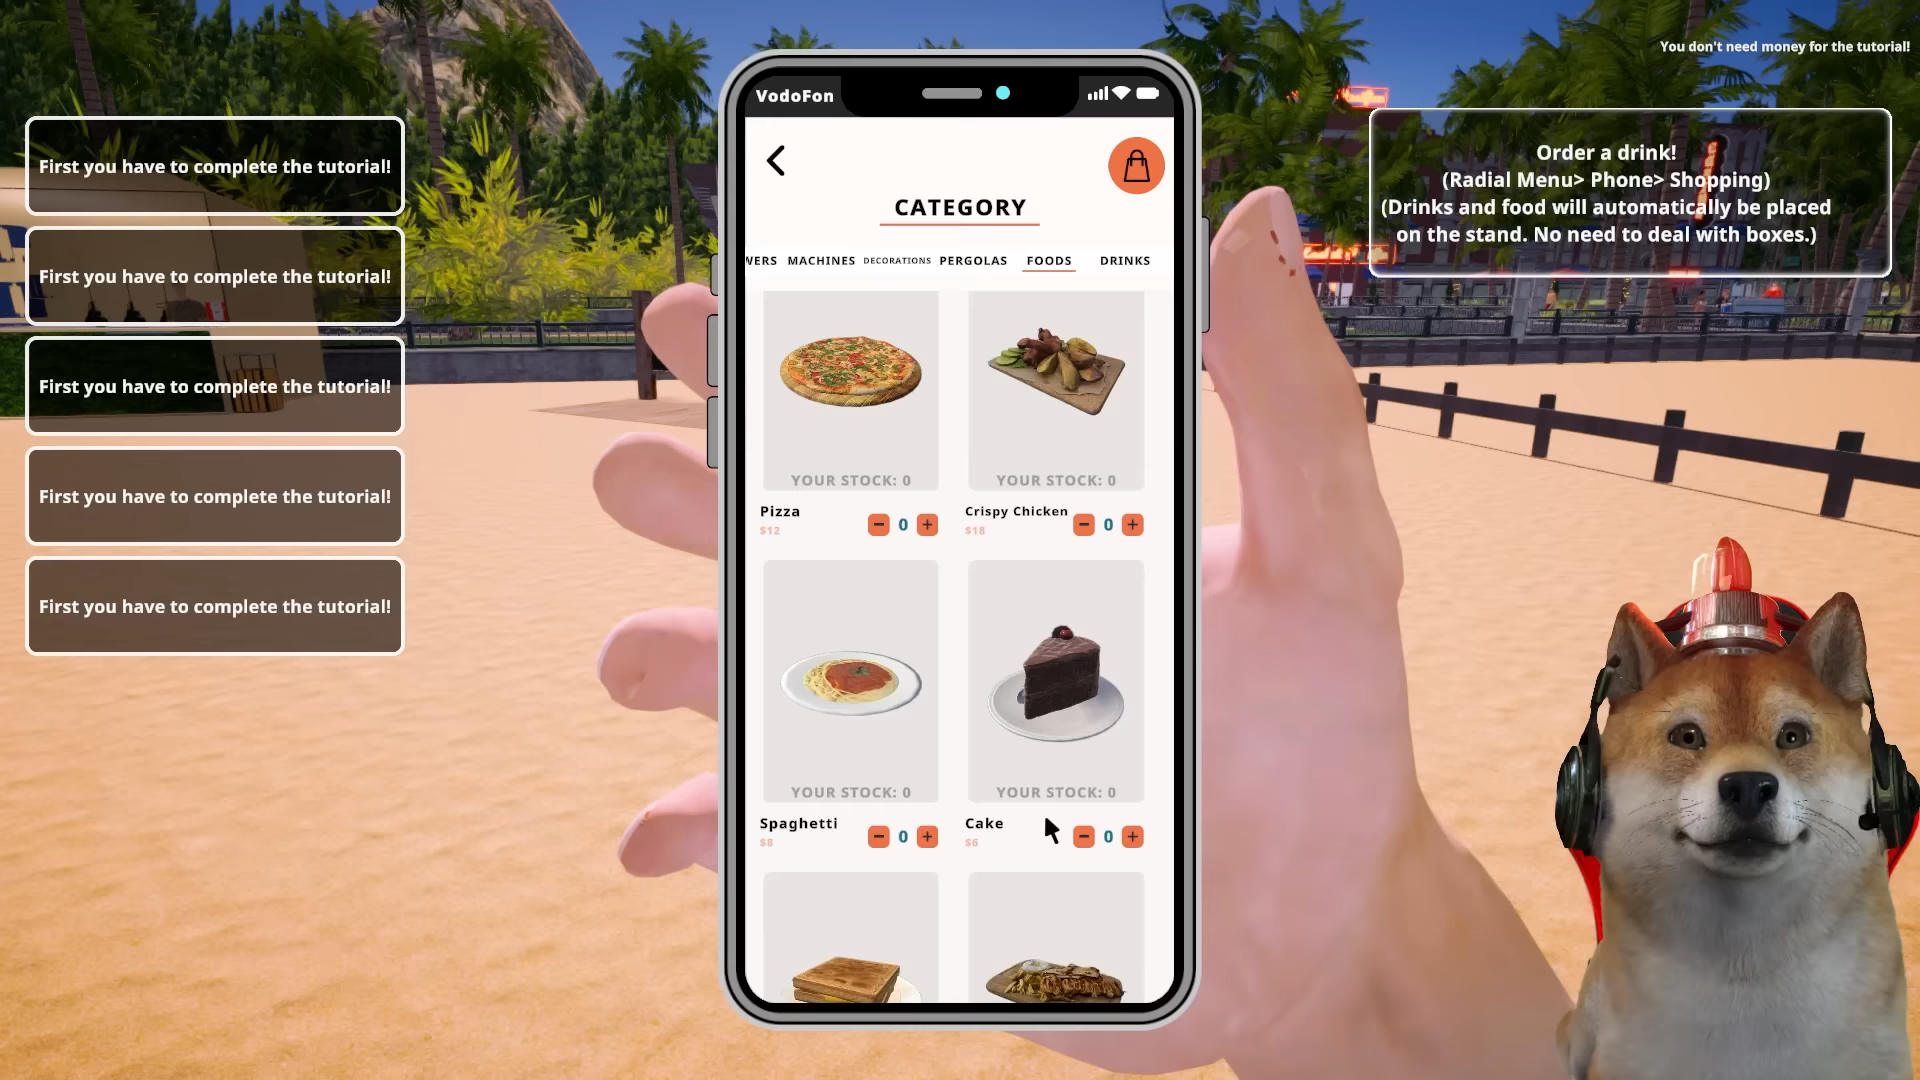 You don't need money for the tutorial!
First you have to complete the tutorial!
First you have to complete the tutorial!
First you have to complete the tutorial!
First you have to complete the tutorial!
First you have to complete the tutorial!
VodoFon
CATEGORY
WERS MACHINES DECORATIONS PERGOLAS FOODS DRINKS
YOUR STOCK: 0 YOUR STOCK: 0
Pizza Crispy Chicken
$12 - 0 + $18 - 0 +
YOUR STOCK: 0 YOUR STOCK: 0
Spaghetti Cake
$8 - 0 + $6 - 0 +
Order a drink!
(Radial Menu> Phone> Shopping)
(Drinks and food will automatically be placed
on the stand. No need to deal with boxes.)